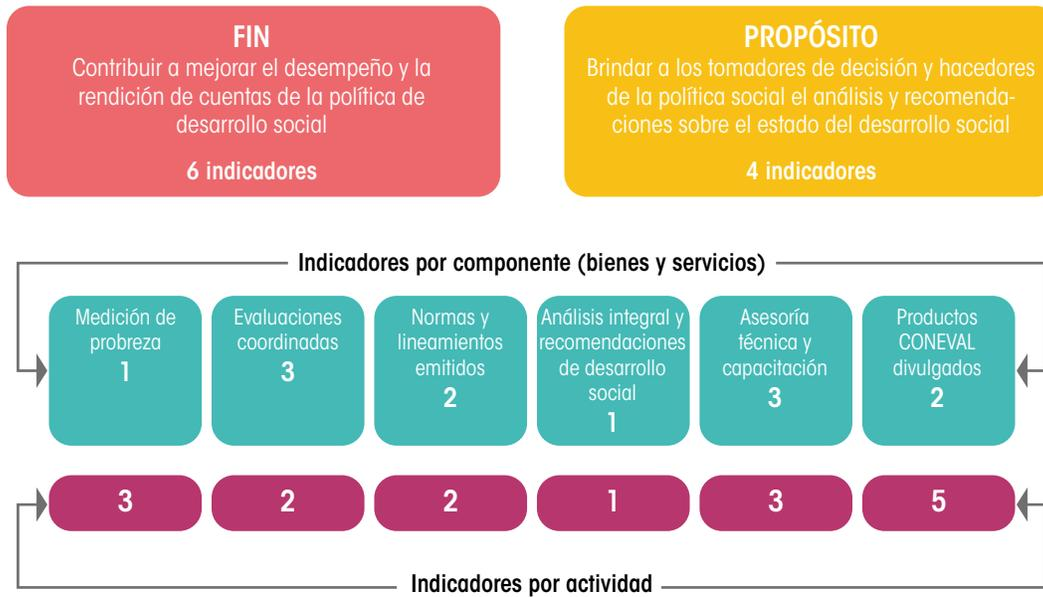 FIN
Contribuir a mejorar el desempeño y la
rendición de cuentas de la política de
desarrollo social
6 indicadores
PROPÓSITO
Brindar a los tomadores de decisión y hacedores
de la política social el análisis y recomenda-
ciones sobre el estado del desarrollo social
4 indicadores
Indicadores por componente (bienes y servicios)
Medición de
probreza
1
Evaluaciones
coordinadas
3
Normas y
lineamientos
emitidos
2
Análisis integral y
recomendaciones
de desarrollo
social
1
Asesoría
técnica y
capacitación
3
Productos
CONEVAL
divulgados
2
3
2
2
1
3
5
Indicadores por actividad